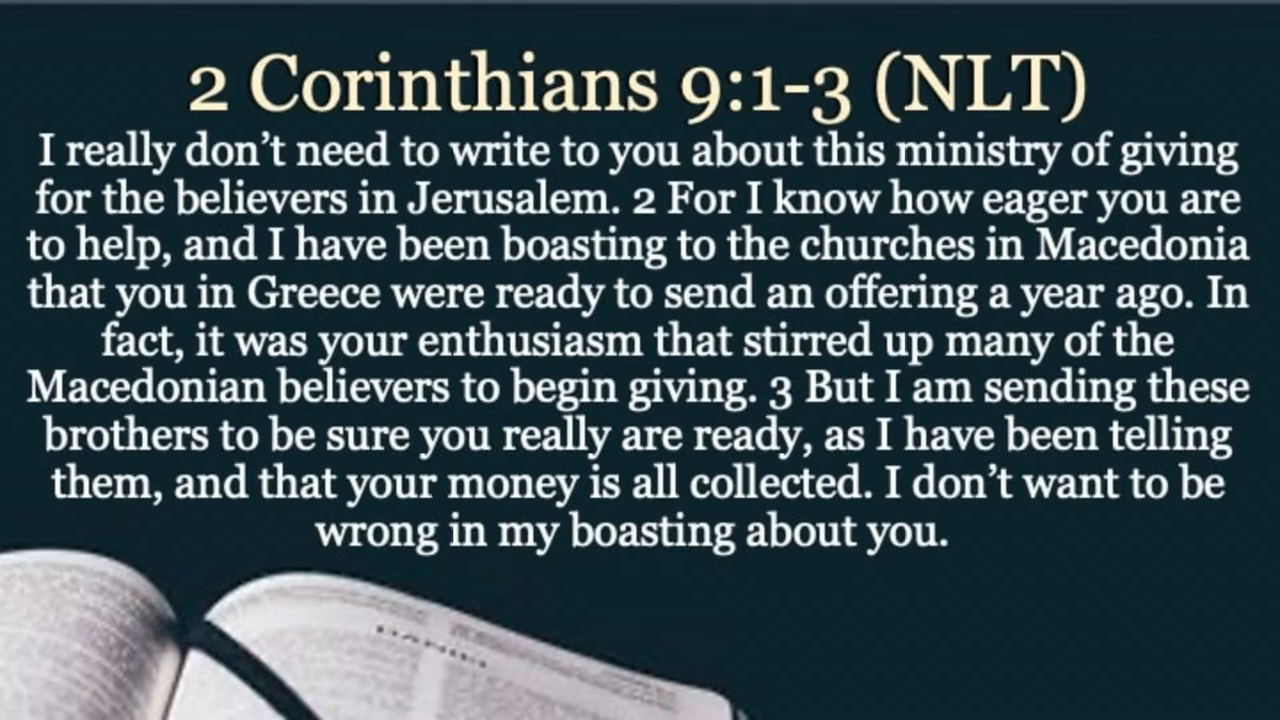 2 Corinthians 9:1-3 (NLT)
I really don’t need to write to you about this ministry of giving
for the believers in Jerusalem. 2 For I know how eager you are
to help, and I have been boasting to the churches in Macedonia
that you in Greece were ready to send an offering a year ago. In
fact, it was your enthusiasm that stirred up many of the
Macedonian believers to begin giving. 3 But I am sending these
brothers to be sure you really are ready, as I have been telling
them, and that your money is all collected. I don’t want to be
wrong in my boasting about you.
DANIEL